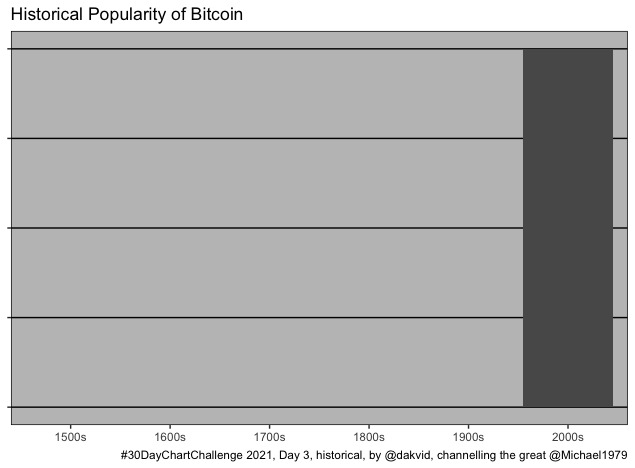 Historical Popularity of Bitcoin
1500s 1600s 1700s 1800s 1900s 2000s
#30DayChartChallenge 2021, Day 3, historical, by @dakvid, channelling the great @Michael1979